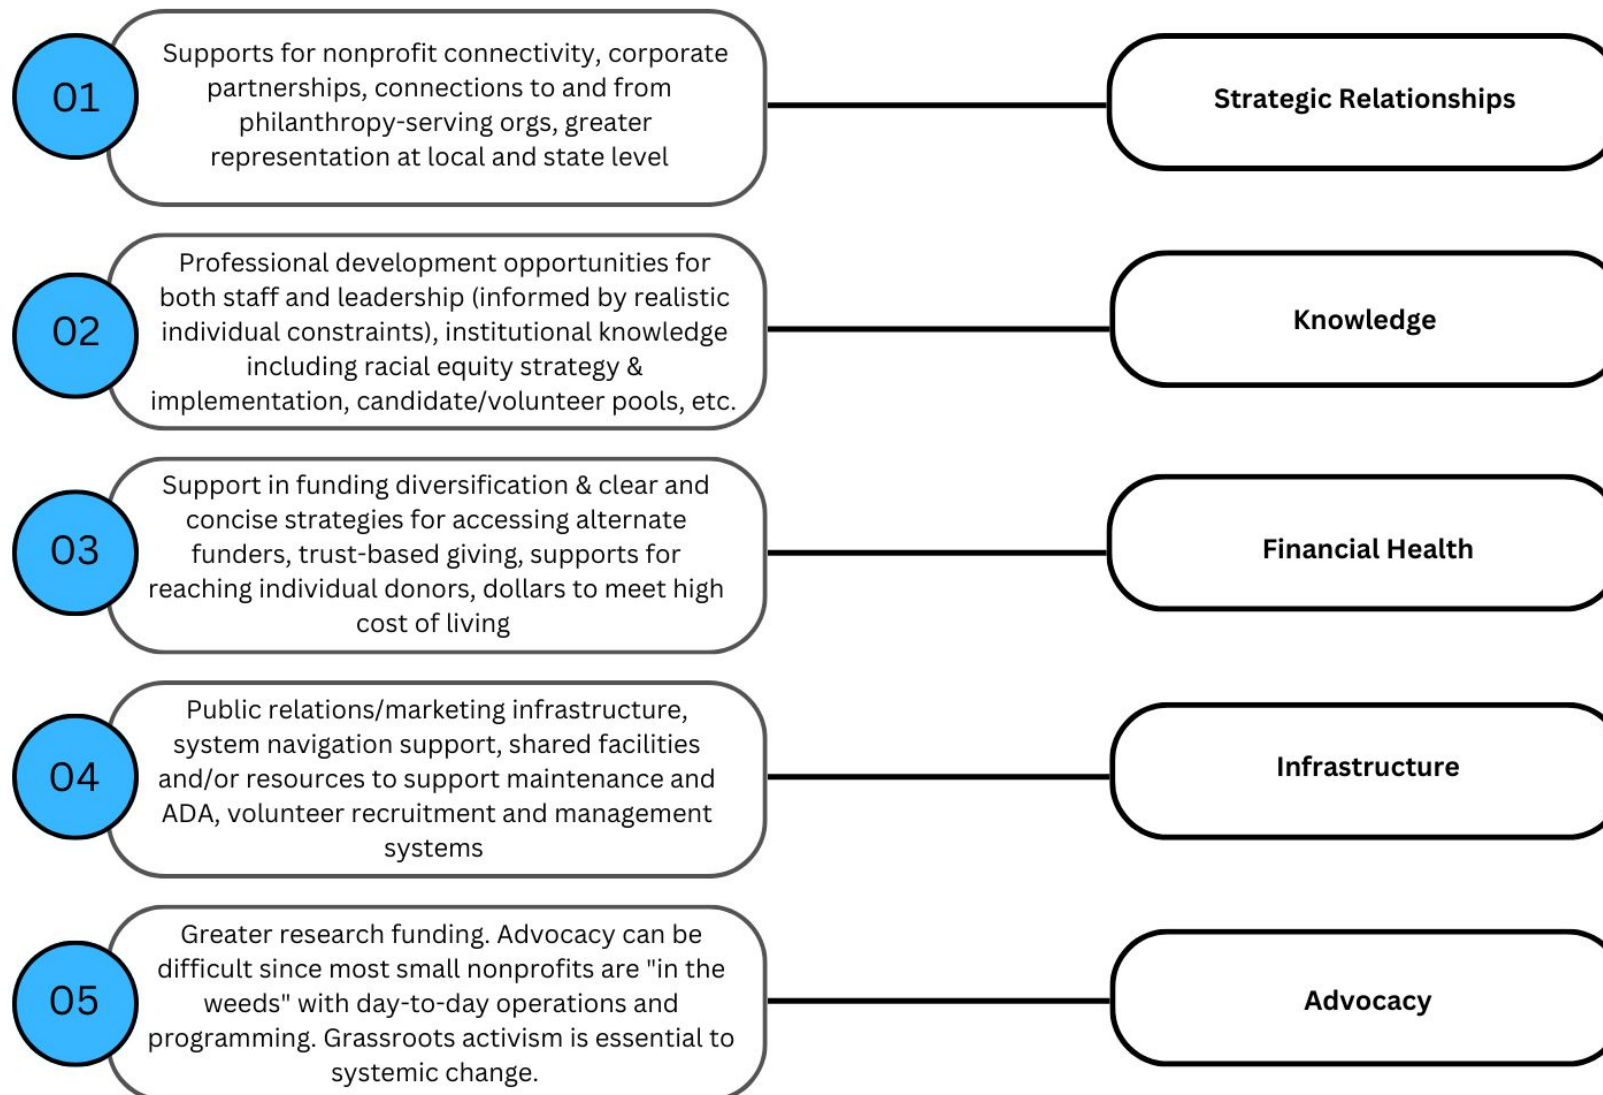 01
Supports for nonprofit connectivity, corporate
partnerships, connections to and from
philanthropy-serving orgs, greater
representation at local and state level
Strategic Relationships
02
Professional development opportunities for
both staff and leadership (informed by realistic
individual constraints), institutional knowledge
including racial equity strategy &
implementation, candidate/volunteer pools, etc.
Knowledge
03
Support in funding diversification & clear and
concise strategies for accessing alternate
funders, trust-based giving, supports for
reaching individual donors, dollars to meet high
cost of living
Financial Health
04
Public relations/marketing infrastructure,
system navigation support, shared facilities
and/or resources to support maintenance and
ADA, volunteer recruitment and management
systems
Infrastructure
05
Greater research funding. Advocacy can be
difficult since most small nonprofits are "in the
weeds" with day-to-day operations and
programming. Grassroots activism is essential to
systemic change.
Advocacy